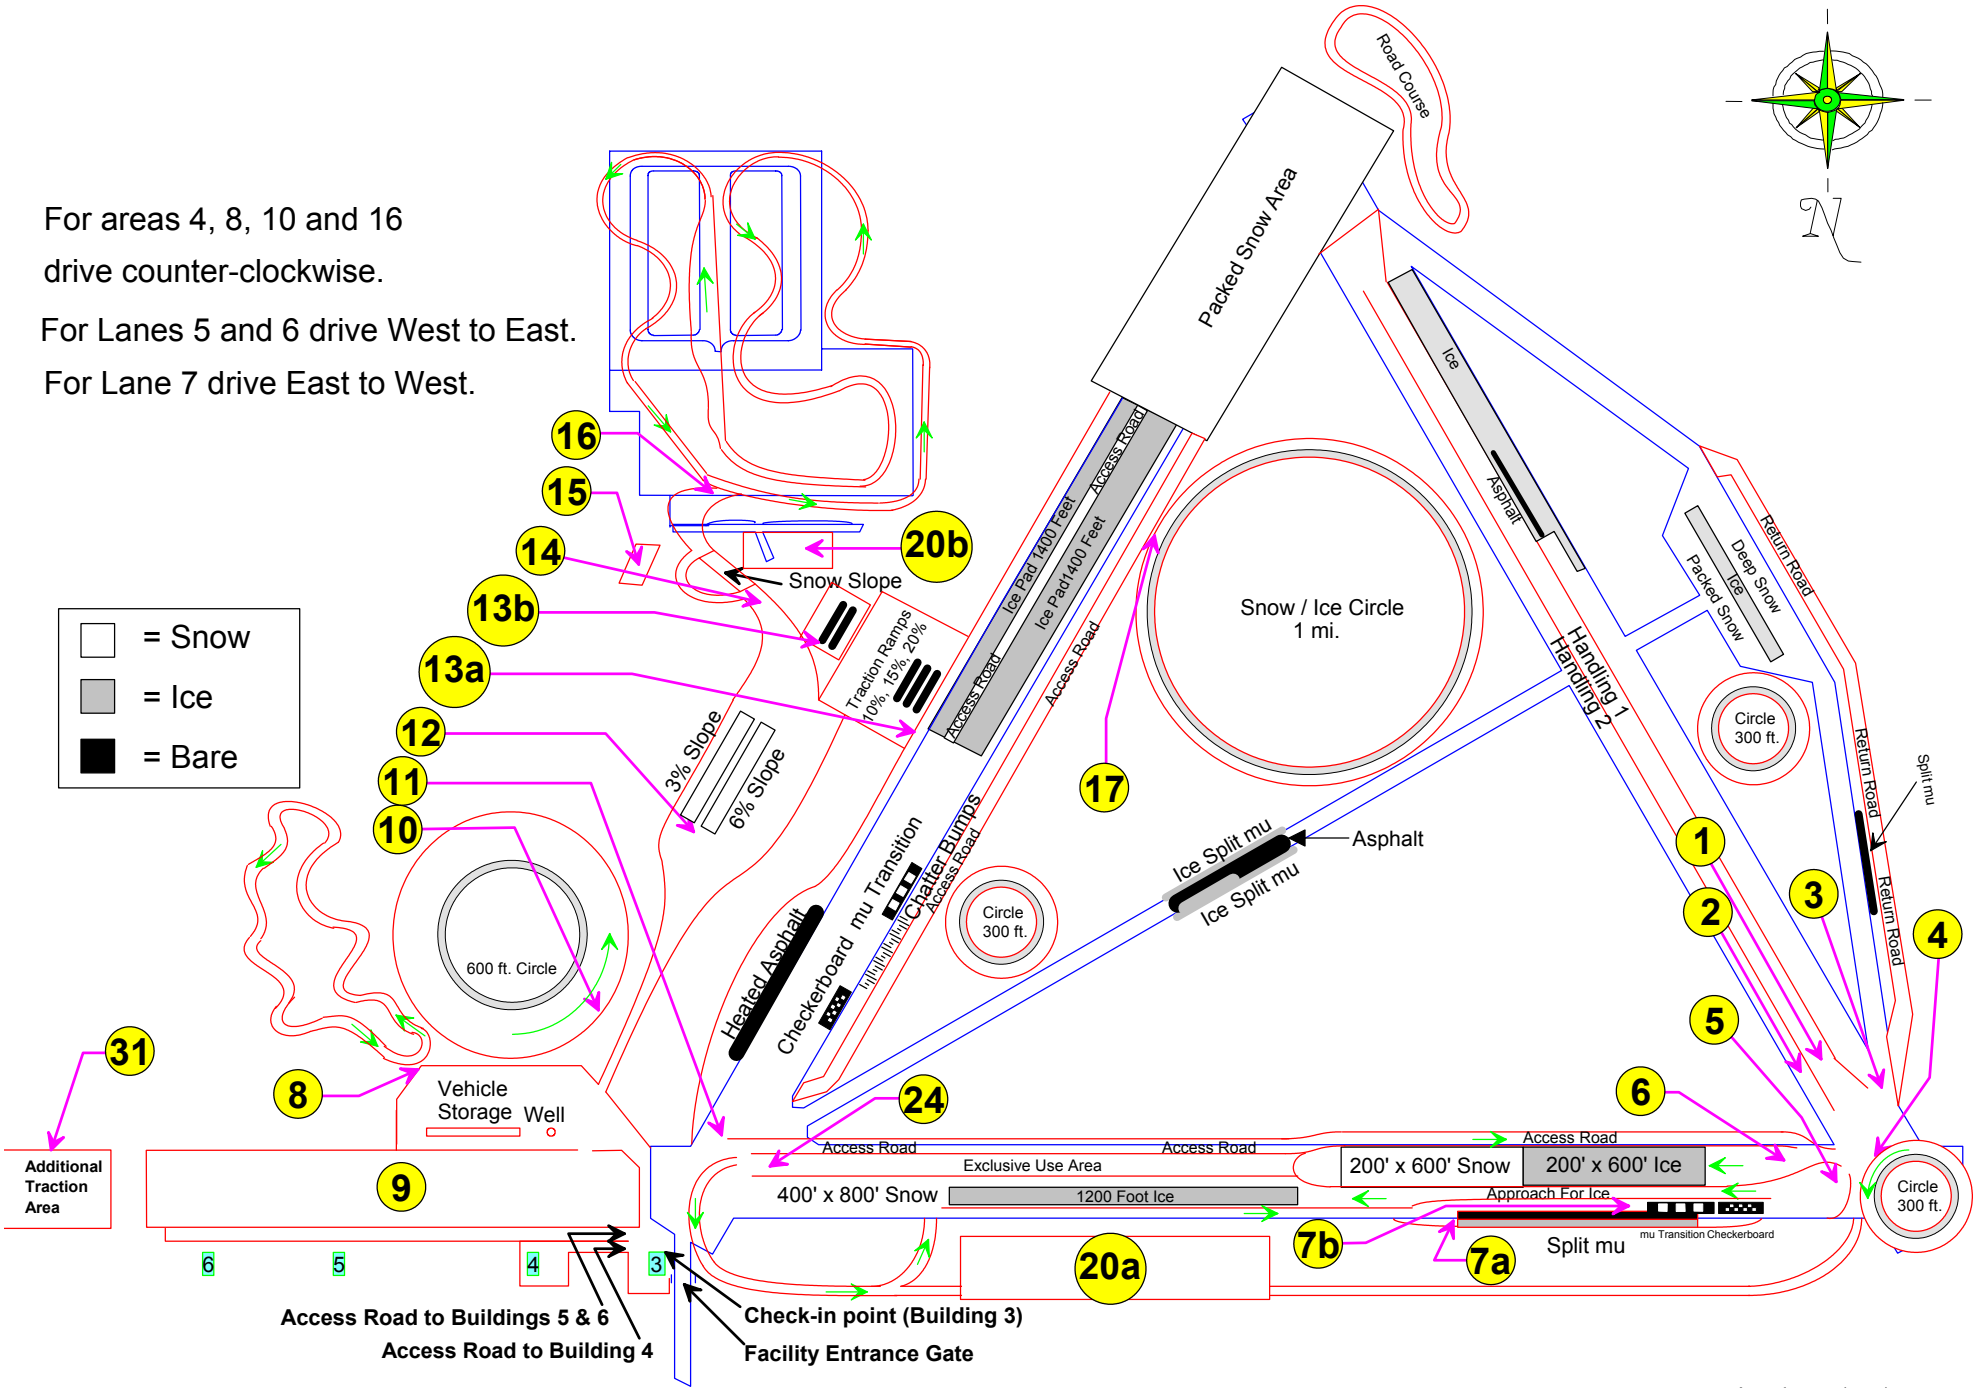 For areas 4, 8, 10 and 16
drive counter-clockwise.
For Lanes 5 and 6 drive West to East.
For Lane 7 drive East to West.
N
Road Course
Packed Snow Area
= Snow
= Ice
= Bare
16
15
14
13b
13a
12
11
10
20b
Snow Slope
Traction Ramps
10%, 15%, 20%
3% Slope
6% Slope
Ice Pad 1400 Feet
Access Road
Ice Pad1400 Feet
Access Road
Access Road
17
Snow / Ice Circle
1 mi.
Ice
Asphalt
Handling 1
Handling 2
Deep Snow
Ice
Packed Snow
Return Road
Circle
300 ft.
Return Road
Split mu
Return Road
1
2
3
4
5
6
Ice Split mu
Ice Split mu
Asphalt
Circle
300 ft.
Chatter Bumps
Access Road
Checkerboard mu Transition
Heated Asphalt
600 ft. Circle
31
8
Vehicle
Storage
Well
24
Additional
Traction
Area
9
Access Road
Access Road
Access Road
Exclusive Use Area
200' x 600' Snow
200' x 600' Ice
400' x 800' Snow
1200 Foot Ice
Approach For Ice
Circle
300 ft.
7b
7a
Split mu
mu Transition
Checkerboard
20a
6
5
4
3
Access Road to Buildings 5 & 6
Access Road to Building 4
Check-in point (Building 3)
Facility Entrance Gate